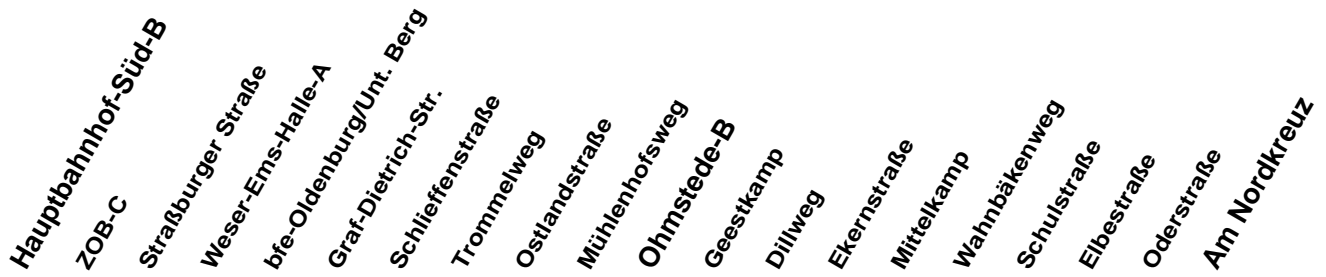 Hauptbahnhof-Süd-B
ZOB-C
Straßburger Straße
Weser-Ems-Halle-A
bfe-Oldenburg/Unt. Berg
Graf-Dietrich-Str.
Schlieffenstraße
Trommelweg
Ostlandstraße
Mühlenhofsweg
Ohmstede-B
Geestkamp
Dillweg
Ekernstraße
Mittelkamp
Wahnbäkenweg
Schulstraße
Elbestraße
Oderstraße
Am Nordkreuz